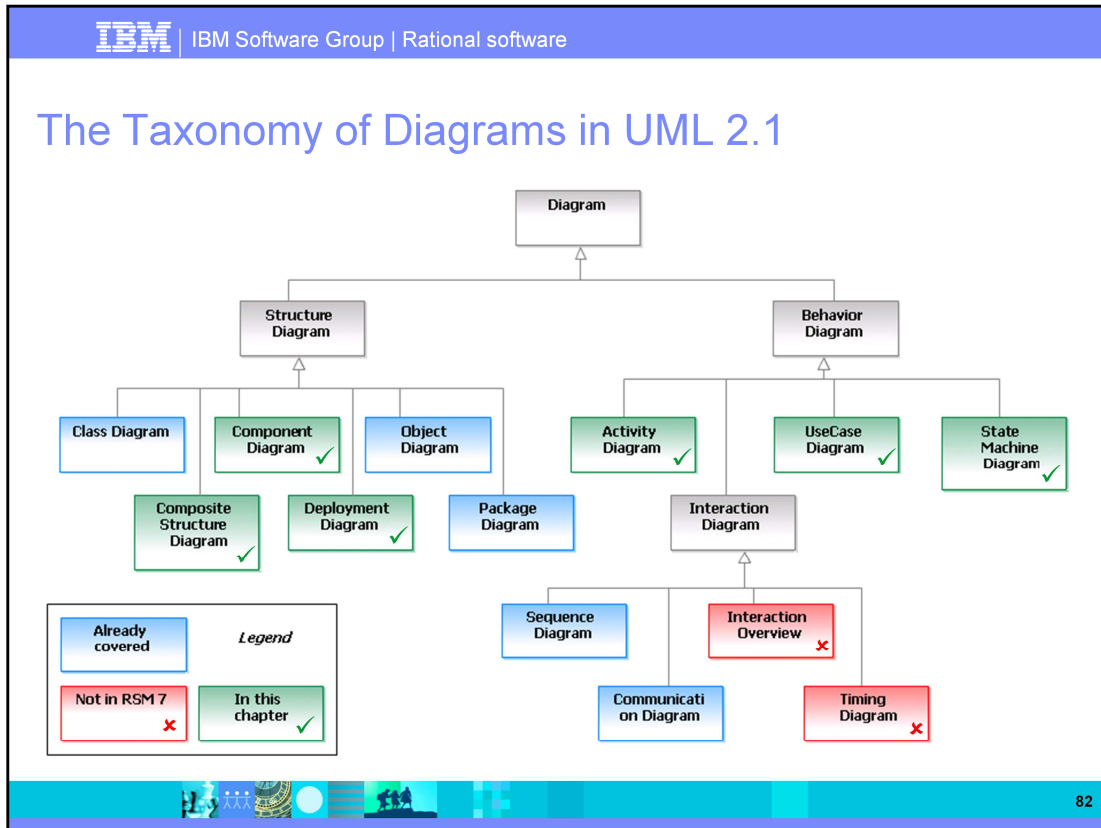 IBM | IBM Software Group | Rational software
The Taxonomy of Diagrams in UML 2.1
Diagram
Structure
Diagram
Behavior
Diagram
Class Diagram
Component
Diagram
Object
Diagram
Activity
Diagram
UseCase
Diagram
State
Machine
Diagram
Composite
Structure
Diagram
Deployment
Diagram
Package
Diagram
Interaction
Diagram
Sequence
Diagram
Interaction
Overview
Communicati
on Diagram
Timing
Diagram
Already
covered
Legend
Not in RSM 7
In this
chapter
82